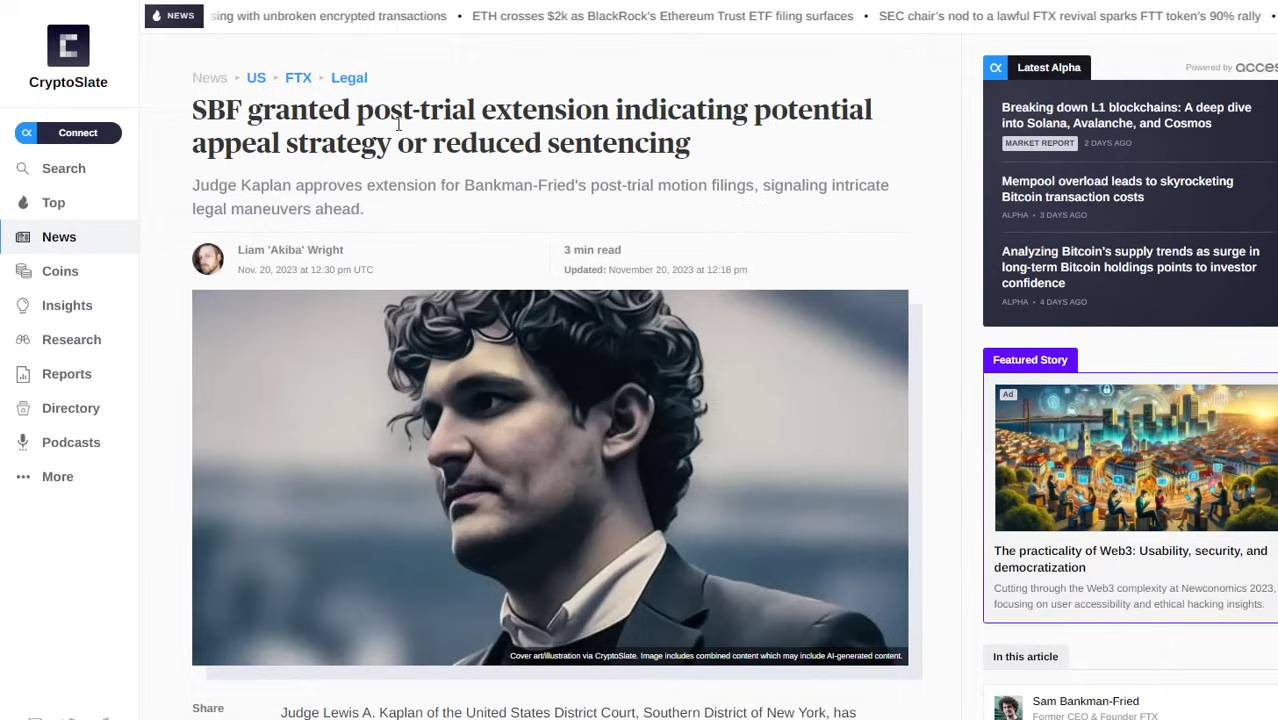 NEWS
sing with unbroken encrypted transactions • ETH crosses $2k as BlackRock's Ethereum Trust ETF filing surfaces • SEC chair's nod to a lawful FTX revival sparks FTT token's 90% rally •
CryptoSlate
Connect
Search
Top
News
Coins
Insights
Research
Reports
Directory
Podcasts
More
News ▸ US ▸ FTX ▸ Legal
SBF granted post-trial extension indicating potential
appeal strategy or reduced sentencing
Judge Kaplan approves extension for Bankman-Fried's post-trial motion filings, signaling intricate
legal maneuvers ahead.
Liam 'Akiba' Wright
Nov. 20, 2023 at 12:30 pm UTC
3 min read
Updated: November 20, 2023 at 12:18 pm
Cover art/illustration via CryptoSlate. Image includes combined content which may include AI-generated content.
Share
Judge Lewis A. Kaplan of the United States District Court, Southern District of New York, has
α Latest Alpha
Powered by acces
Breaking down L1 blockchains: A deep dive
into Solana, Avalanche, and Cosmos
MARKET REPORT 2 DAYS AGO
Mempool overload leads to skyrocketing
Bitcoin transaction costs
ALPHA • 3 DAYS AGO
Analyzing Bitcoin's supply trends as surge in
long-term Bitcoin holdings points to investor
confidence
ALPHA • 4 DAYS AGO
Featured Story
Ad
The practicality of Web3: Usability, security, and
democratization
Cutting through the Web3 complexity at Newconomics 2023,
focusing on user accessibility and ethical hacking insights.
In this article
Sam Bankman-Fried
Former CEO & Founder FTX